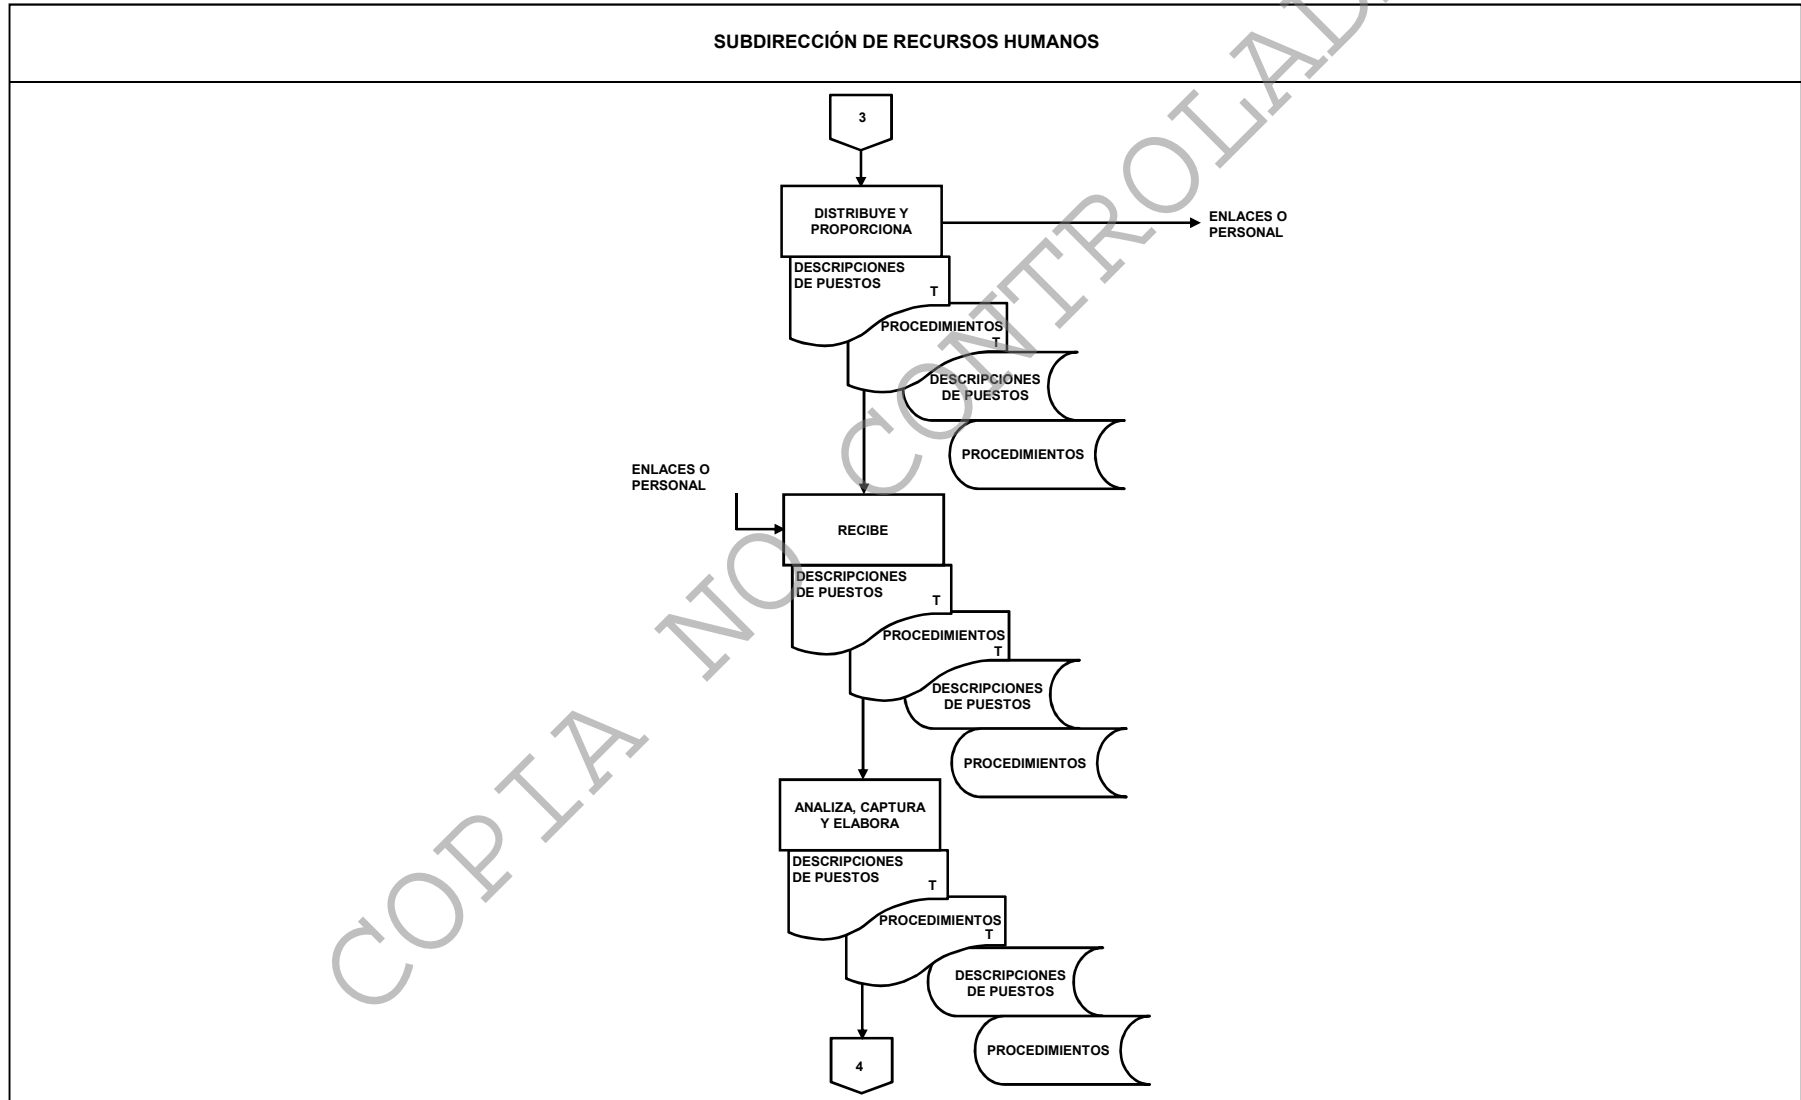 SUBDIRECCIÓN DE RECURSOS HUMANOS
3
DISTRIBUYE Y
PROPORCIONA
ENLACES O
PERSONAL
DESCRIPCIONES
DE PUESTOS
T
PROCEDIMIENTOS
T
DESCRIPCIONES
DE PUESTOS
PROCEDIMIENTOS
ENLACES O
PERSONAL
RECIBE
DESCRIPCIONES
DE PUESTOS
T
PROCEDIMIENTOS
T
DESCRIPCIONES
DE PUESTOS
PROCEDIMIENTOS
ANALIZA, CAPTURA
Y ELABORA
DESCRIPCIONES
DE PUESTOS
T
PROCEDIMIENTOS
T
DESCRIPCIONES
DE PUESTOS
PROCEDIMIENTOS
4
COPIA NO CONTROLAD